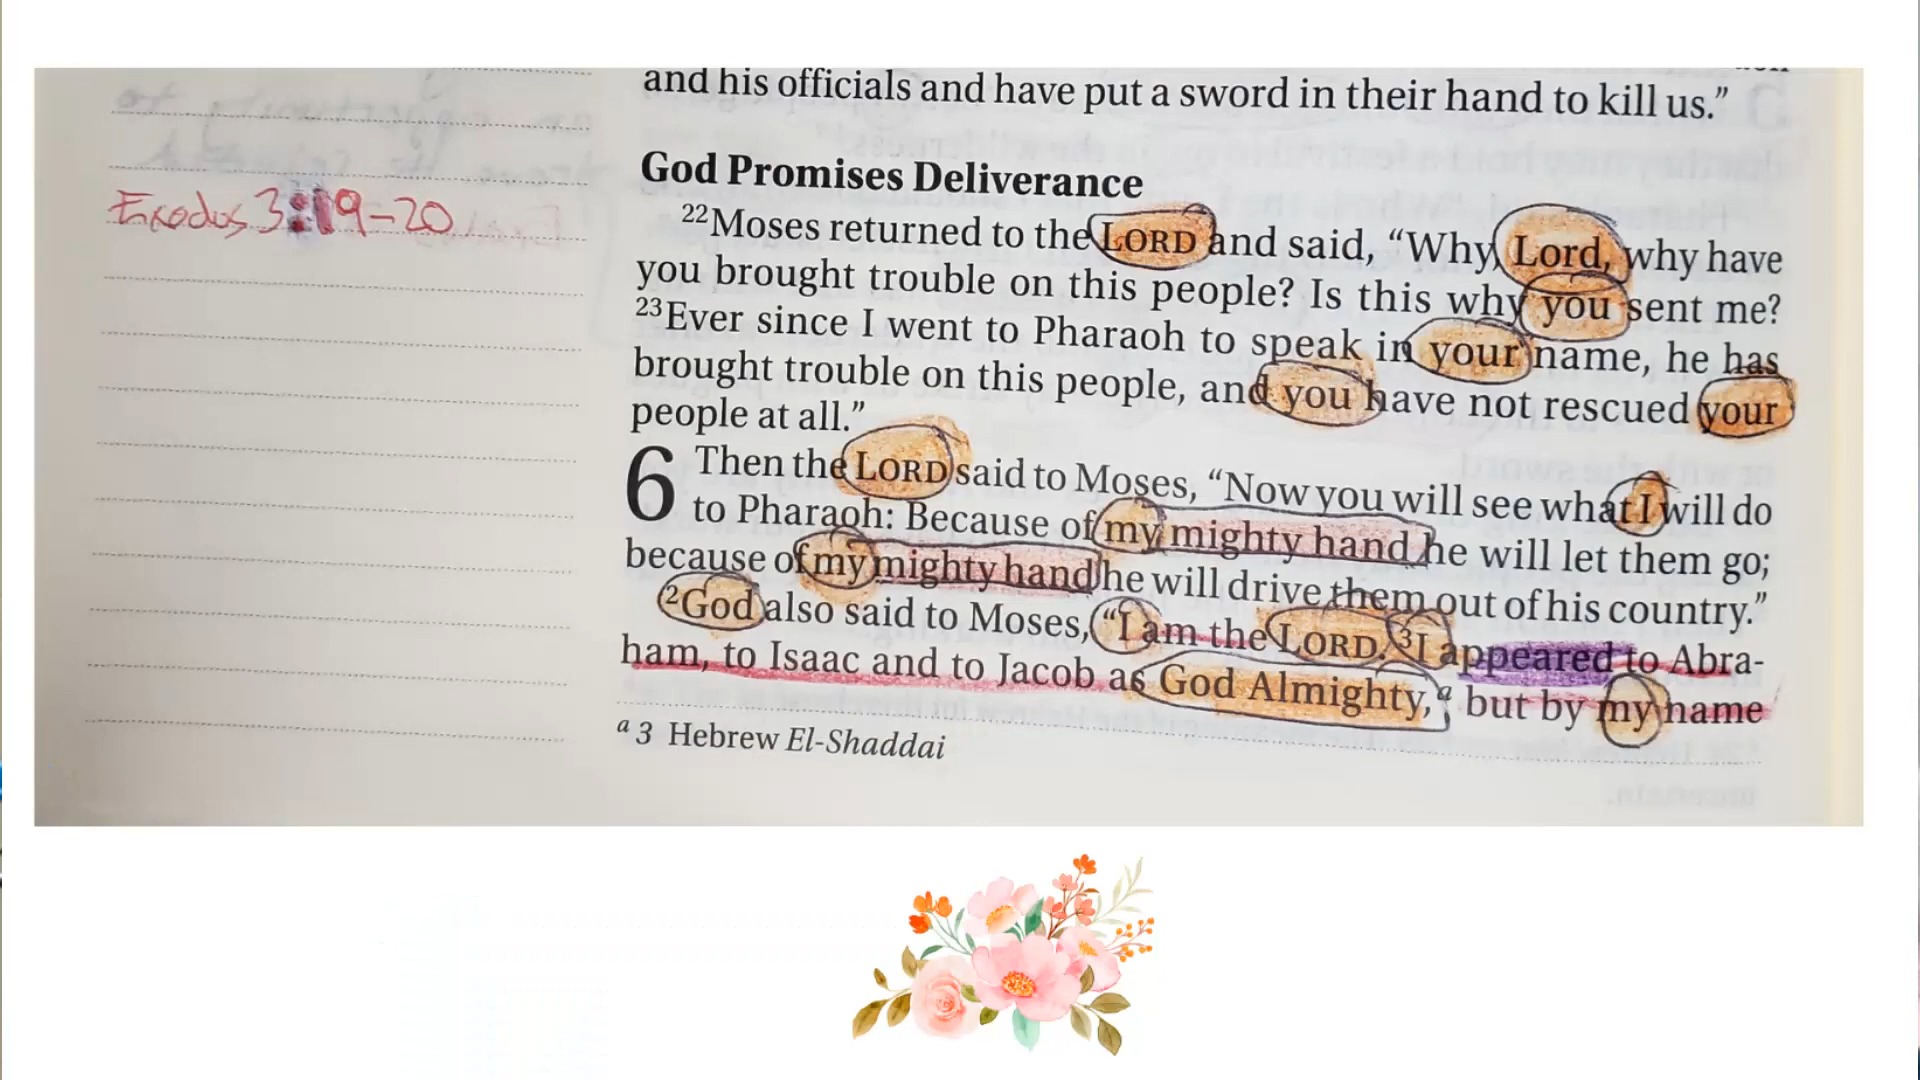 and his officials and have put a sword in their hand to kill us.”
God Promises Deliverance
Exodus 3:19-20
22Moses returned to the LORD and said, “Why, Lord, why have
you brought trouble on this people? Is this why you sent me?
23Ever since I went to Pharaoh to speak in your name, he has
brought trouble on this people, and you have not rescued your
people at all.”
6 Then the LORD said to Moses, “Now you will see what I will do
to Pharaoh: Because of my mighty hand he will let them go;
because of my mighty hand he will drive them out of his country.”
2God also said to Moses, “I am the LORD. 3I appeared to Abra-
ham, to Isaac and to Jacob as God Almighty,a but by my name
a 3 Hebrew El-Shaddai